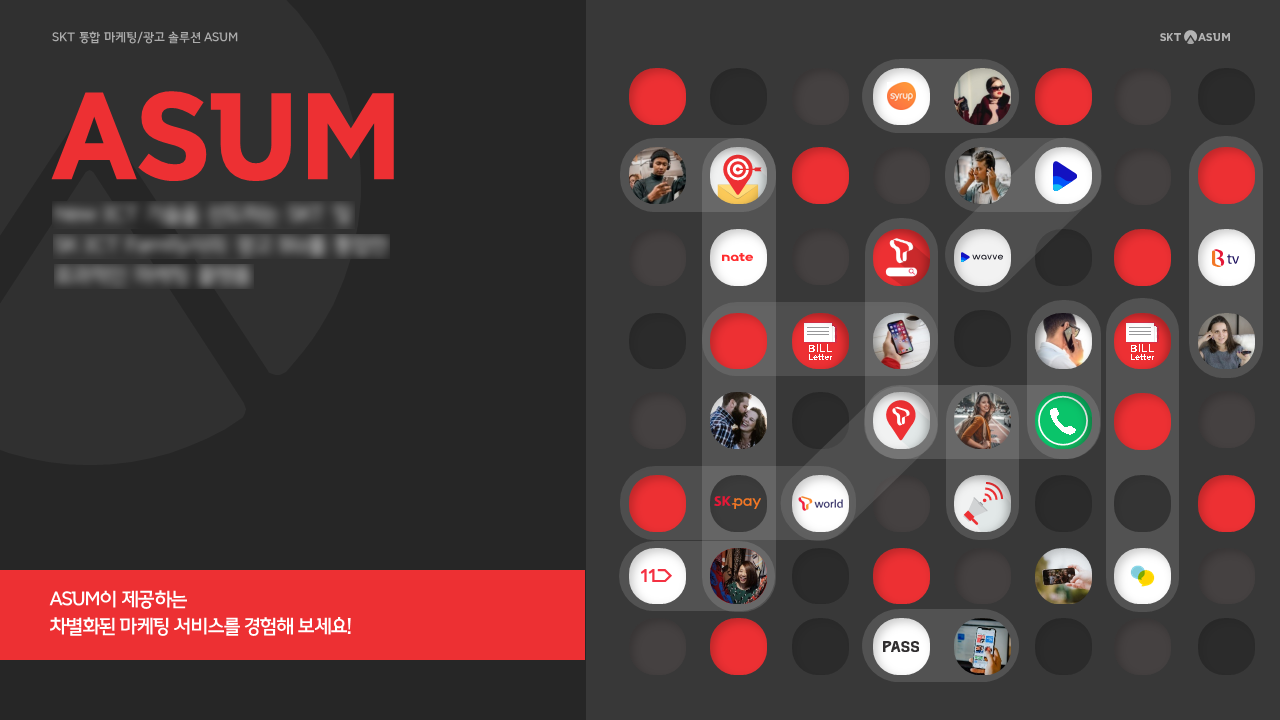 SKT 통합 마케팅/광고 솔루션 ASUM
SKT ASUM
ASUM
syrup
nate
wavve
B tv
BILL
Letter
BILL
Letter
SK pay
T world
11
ASUM이 제공하는
차별화된 마케팅 서비스를 경험해 보세요!
PASS